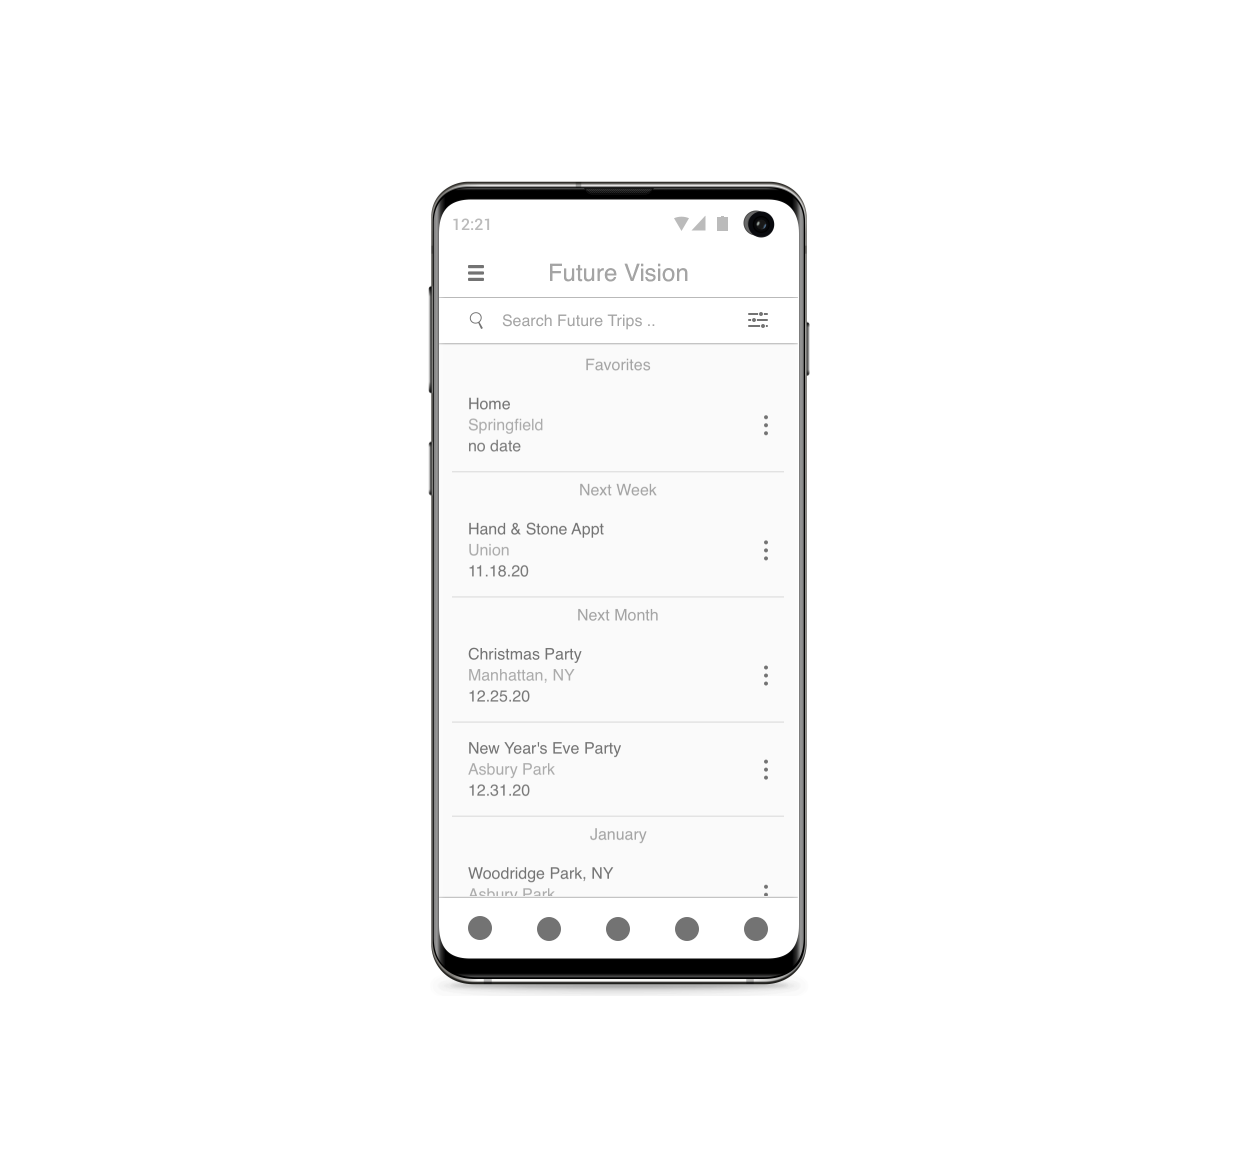 12:21
Future Vision
Search Future Trips ..
Favorites
Home
Springfield
no date
Next Week
Hand & Stone Appt
Union
11.18.20
Next Month
Christmas Party
Manhattan, NY
12.25.20
New Year's Eve Party
Asbury Park
12.31.20
January
Woodridge Park, NY
Asbury Park